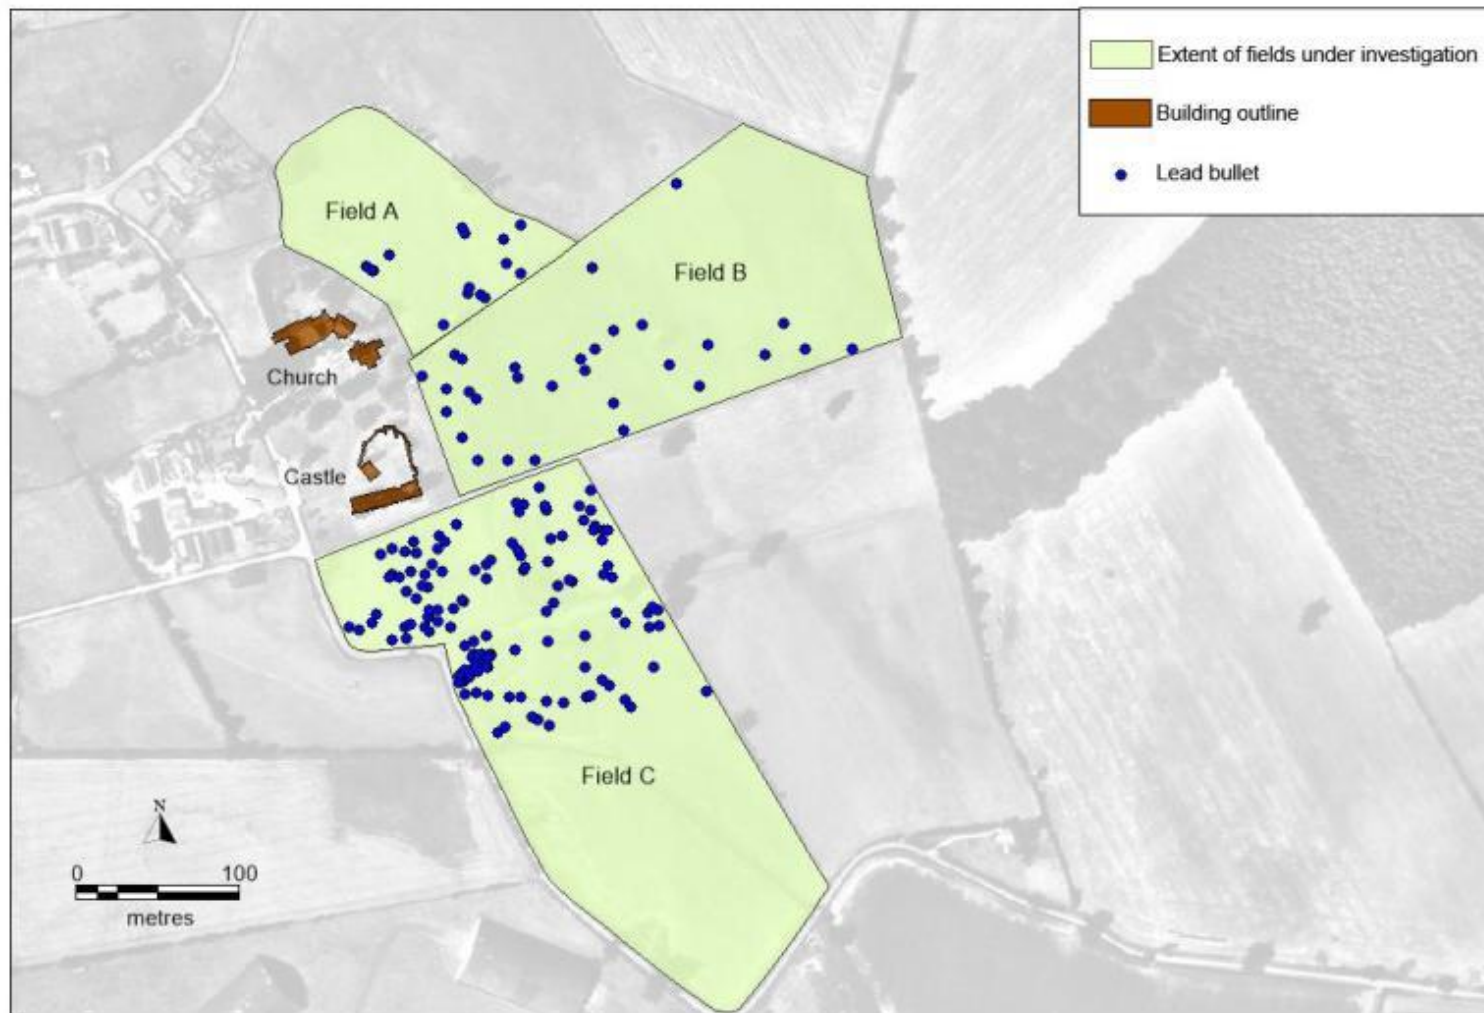 Extent of fields under investigation
Building outline
Lead bullet
Field A
Field B
Church
Castle
Field C
N
0 100
metres